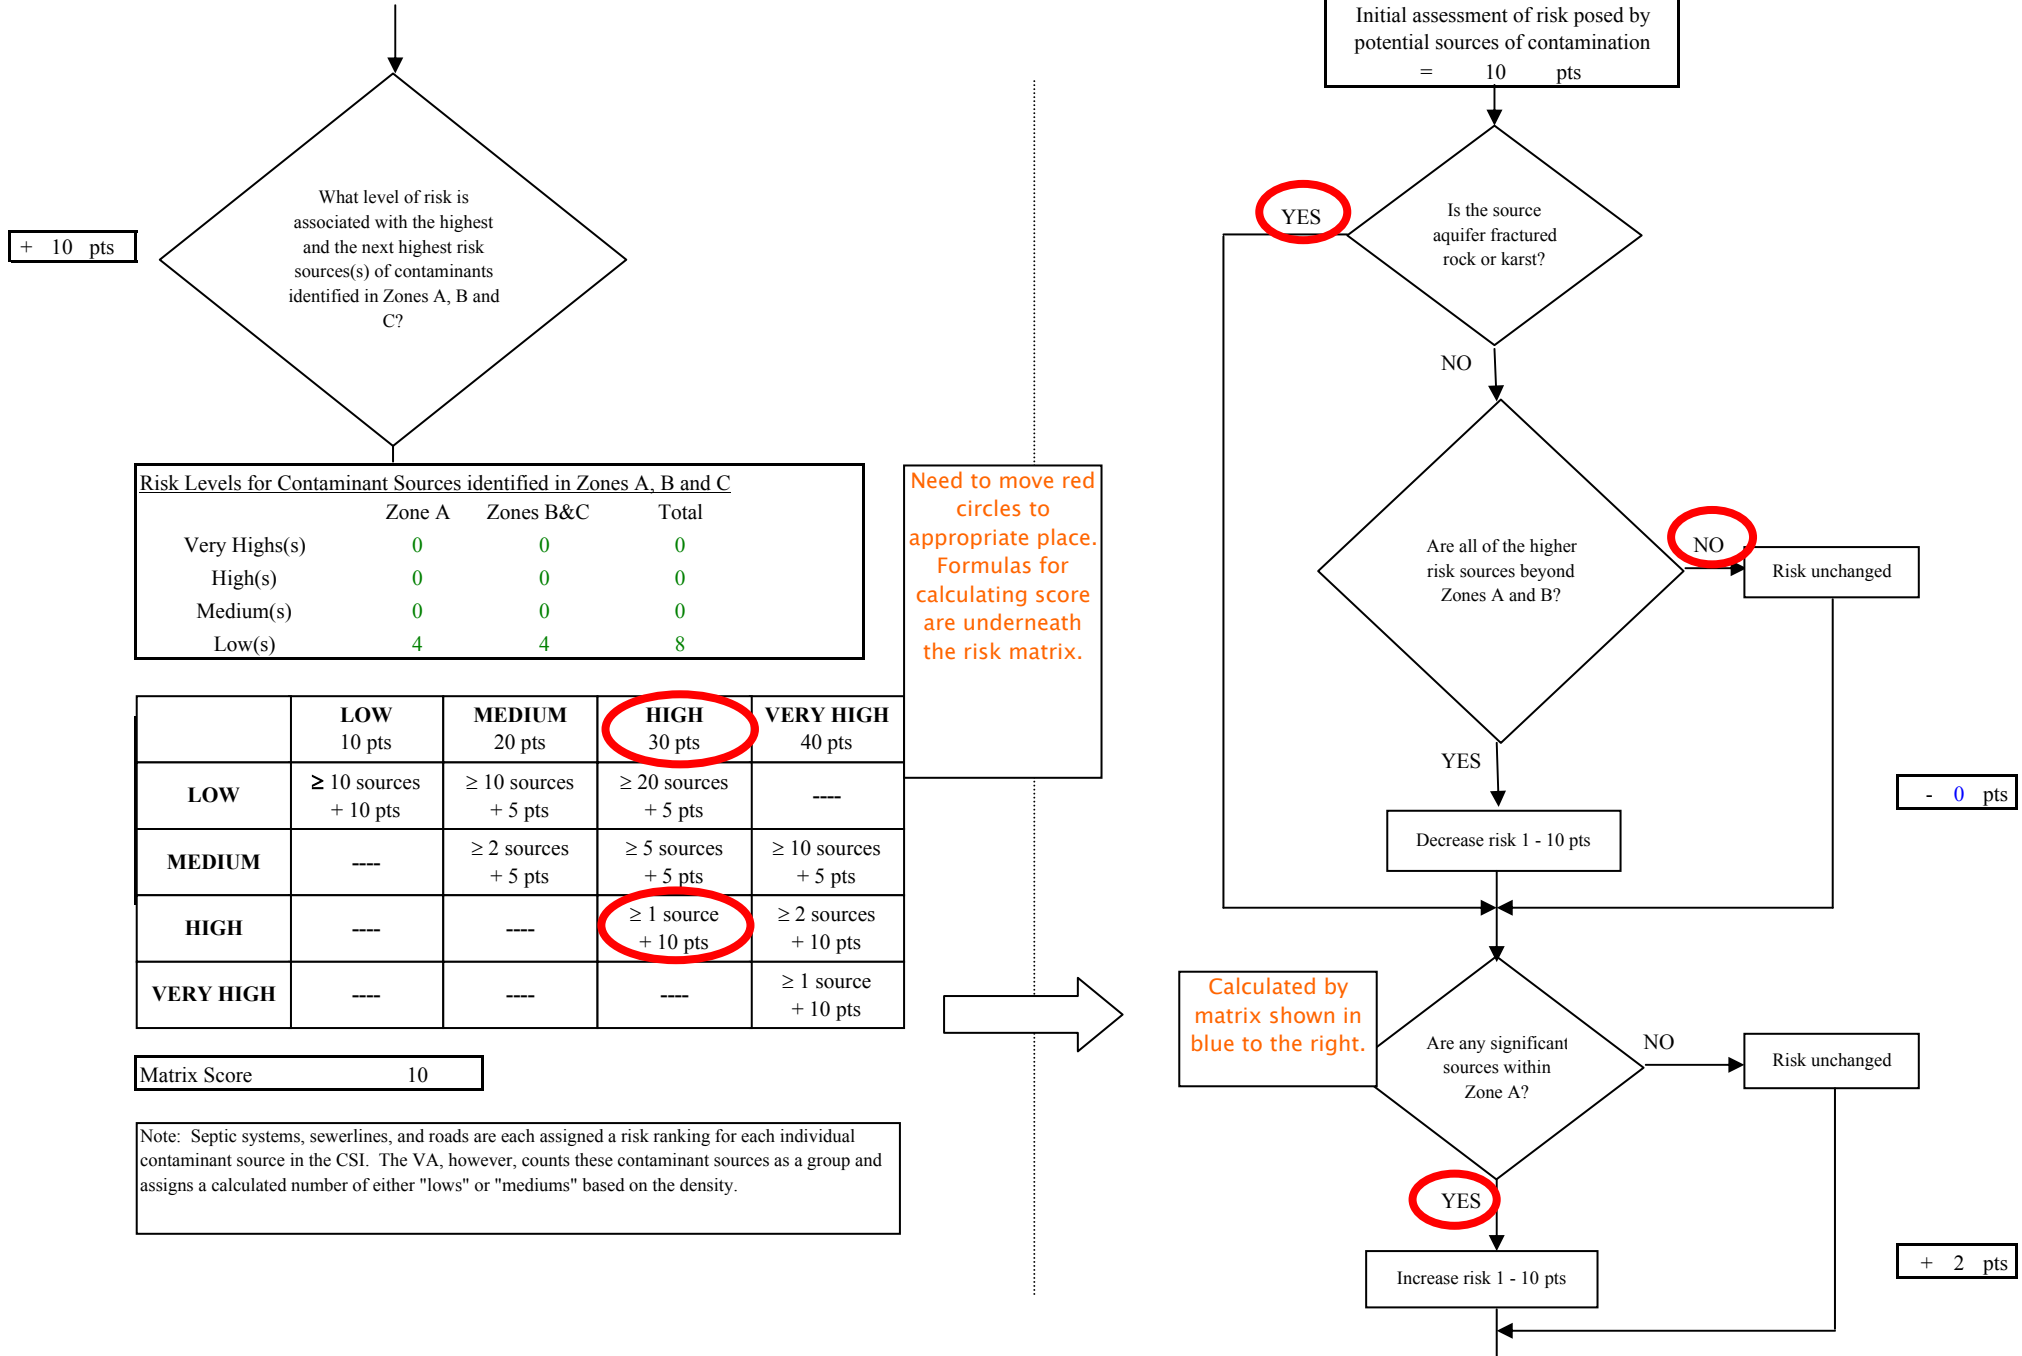 What level of risk is
associated with the highest
and the next highest risk
sources(s) of contaminants
identified in Zones A, B and
C?
+ 10 pts
Risk Levels for Contaminant Sources identified in Zones A, B and C
Zone A Zones B&C Total
Very Highs(s) 0 0 0
High(s) 0 0 0
Medium(s) 0 0 0
Low(s) 4 4 8
Need to move red
circles to
appropriate place.
Formulas for
calculating score
are underneath
the risk matrix.
LOW MEDIUM HIGH VERY HIGH
10 pts 20 pts 30 pts 40 pts
LOW ≥ 10 sources ≥ 10 sources ≥ 20 sources ----
+ 10 pts + 5 pts + 5 pts
MEDIUM ---- ≥ 2 sources ≥ 5 sources ≥ 10 sources
+ 5 pts + 5 pts + 5 pts
HIGH ---- ---- ≥ 1 source ≥ 2 sources
+ 10 pts + 10 pts
VERY HIGH ---- ---- ---- ≥ 1 source
+ 10 pts
Matrix Score 10
Note: Septic systems, sewerlines, and roads are each assigned a risk ranking for each individual
contaminant source in the CSI. The VA, however, counts these contaminant sources as a group and
assigns a calculated number of either "lows" or "mediums" based on the density.
Initial assessment of risk posed by
potential sources of contamination
= 10 pts
YES
Is the source
aquifer fractured
rock or karst?
NO
Are all of the higher
risk sources beyond
Zones A and B?
NO
Risk unchanged
YES
- 0 pts
Decrease risk 1 - 10 pts
Calculated by
matrix shown in
blue to the right.
Are any significant
sources within
Zone A?
NO
Risk unchanged
YES
+ 2 pts
Increase risk 1 - 10 pts